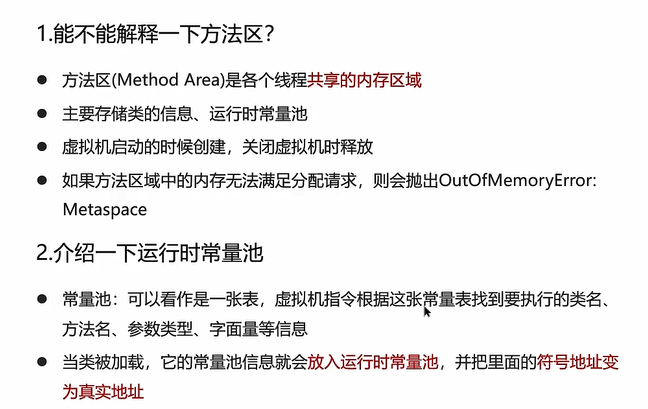 1.能不能解释一下方法区？
● 方法区(Method Area)是各个线程共享的内存区域
● 主要存储类的信息、运行时常量池
● 虚拟机启动的时候创建，关闭虚拟机时释放
● 如果方法区域中的内存无法满足分配请求，则会抛出OutOfMemoryError:
Metaspace
2.介绍一下运行时常量池
● 常量池：可以看作是一张表，虚拟机指令根据这张常量表找到要执行的类名、
方法名、参数类型、字面量等信息
● 当类被加载，它的常量池信息就会放入运行时常量池，并把里面的符号地址变
为真实地址